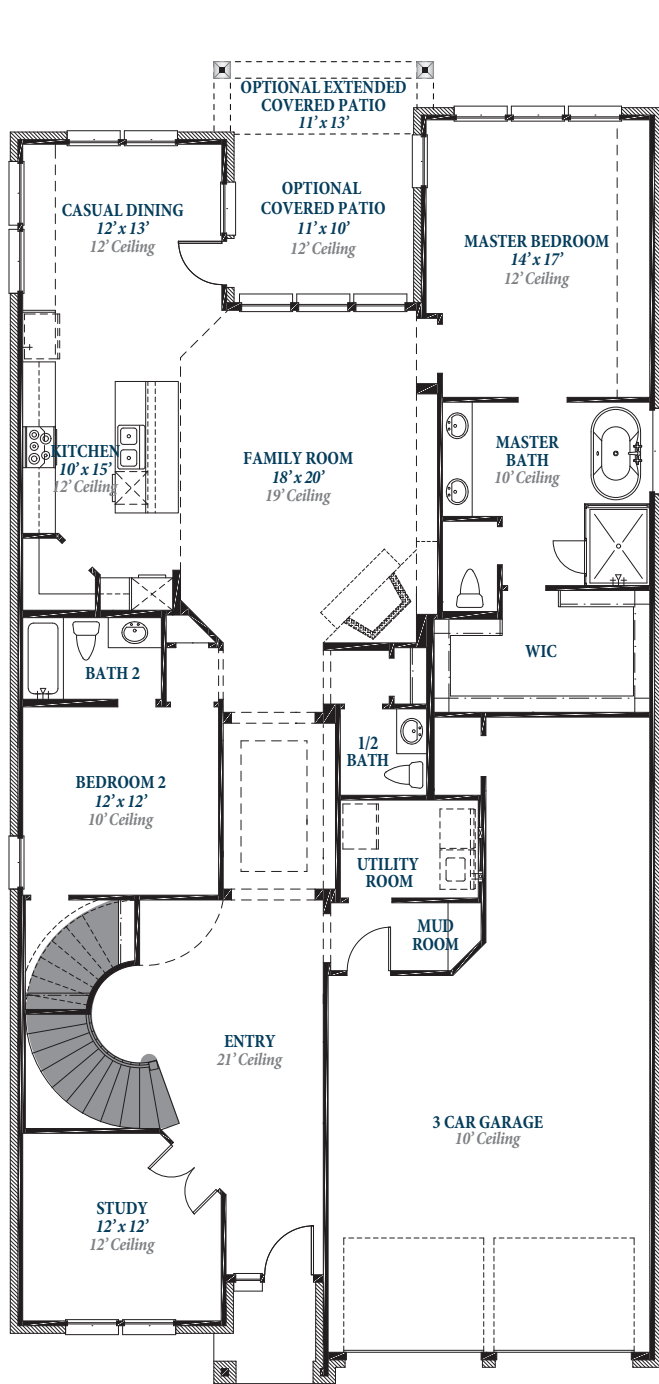 OPTIONAL EXTENDED
COVERED PATIO
11’ x 13’
OPTIONAL
COVERED PATIO
11’ x 10’
12’ Ceiling
CASUAL DINING
12’ x 13’
12’ Ceiling
MASTER BEDROOM
14’ x 17’
12’ Ceiling
KITCHEN
10’ x 15’
12’ Ceiling
FAMILY ROOM
18’ x 20’
19’ Ceiling
MASTER
BATH
10’ Ceiling
WIC
BATH 2
1/2
BATH
BEDROOM 2
12’ x 12’
10’ Ceiling
UTILITY
ROOM
MUD
ROOM
ENTRY
21’ Ceiling
3 CAR GARAGE
10’ Ceiling
STUDY
12’ x 12’
12’ Ceiling